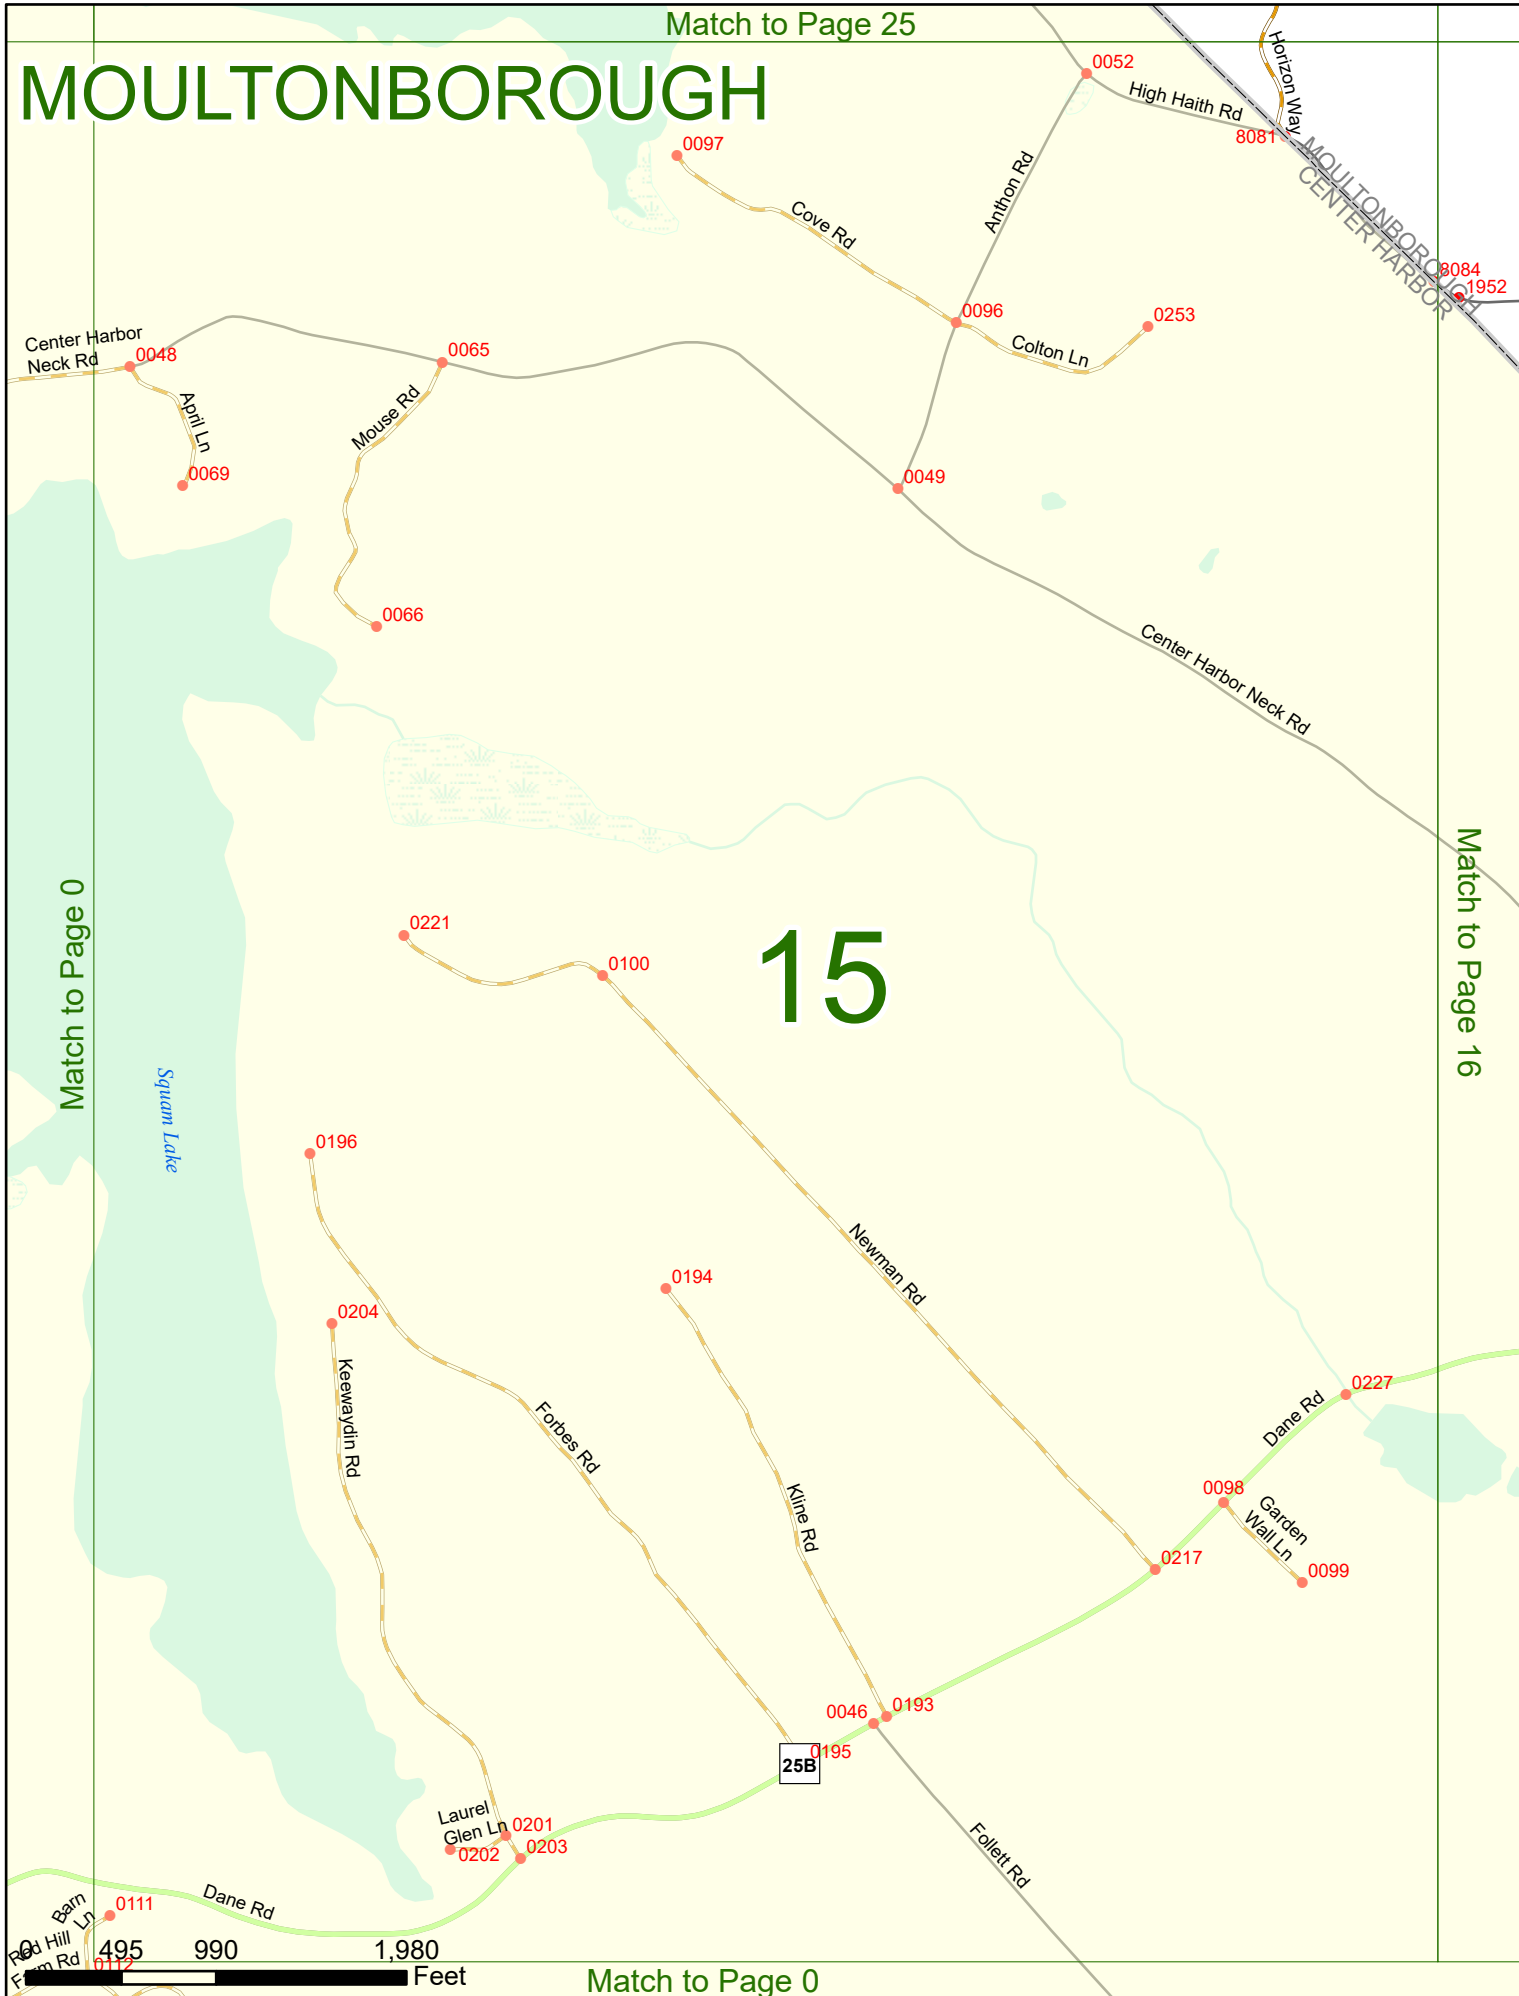 Match to Page 25
MOULTONBOROUGH
0052
Horizon Way
High Haith Rd
8081
0097
MOULTONBOROUGH
CENTER HARBOR
Anthon Rd
Cove Rd
8084
1952
0096
0253
Center Harbor
Neck Rd
0048
0065
Colton Ln
April Ln
Mouse Rd
0069
0049
0066
Center Harbor Neck Rd
Match to Page 0
Match to Page 16
0221
0100
15
Squam Lake
0196
Newman Rd
0194
0204
Keewaydin Rd
Forbes Rd
0227
Dane Rd
Kline Rd
0098
Garden
Wall Ln
0217
0099
0046
0193
0195
25B
Laurel
Glen Ln
0201
0202
0203
Follett Rd
Dane Rd
Barn
Ln
0111
Red Hill
Farm Rd
0112
0
495
990
1,980
Feet
Match to Page 0